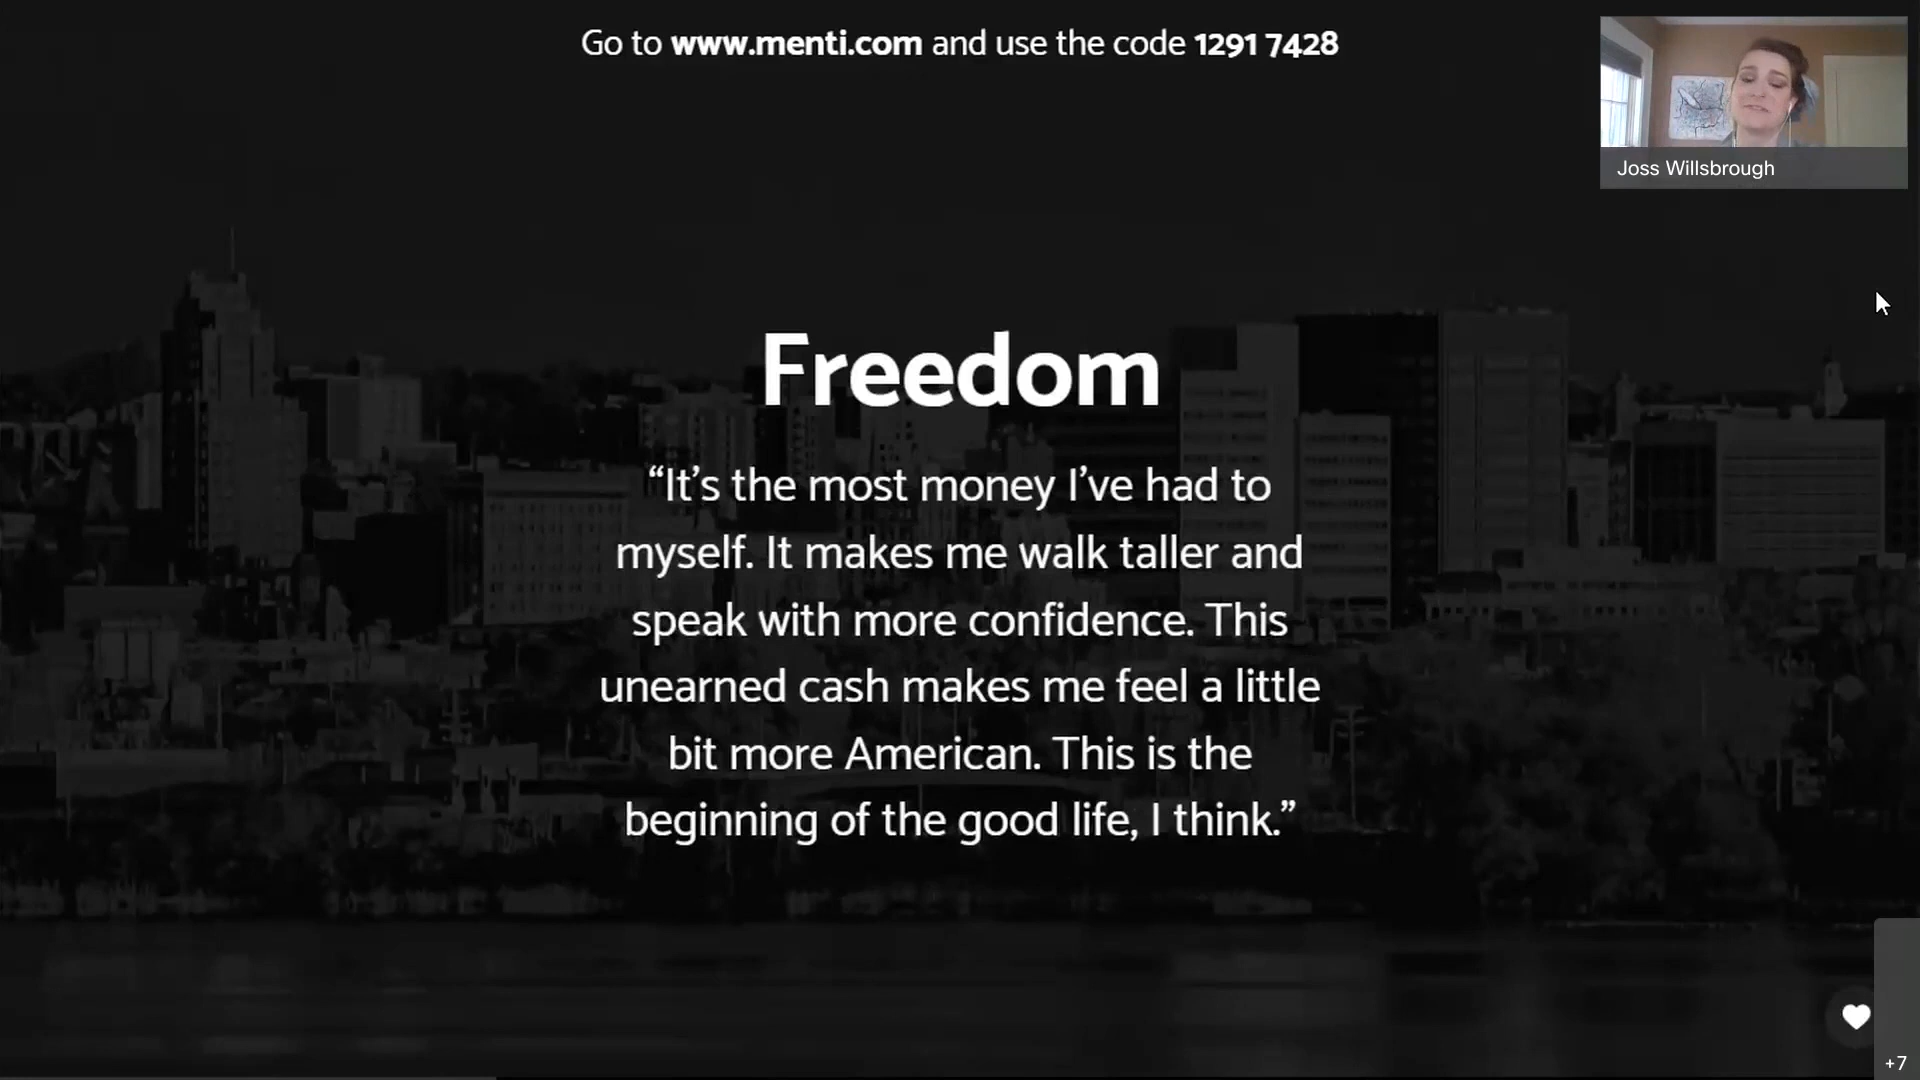 Go to www.menti.com and use the code 1291 7428
Joss Willsbrough
Freedom
“It’s the most money I’ve had to
myself. It makes me walk taller and
speak with more confidence. This
unearned cash makes me feel a little
bit more American. This is the
beginning of the good life, I think.”
+7